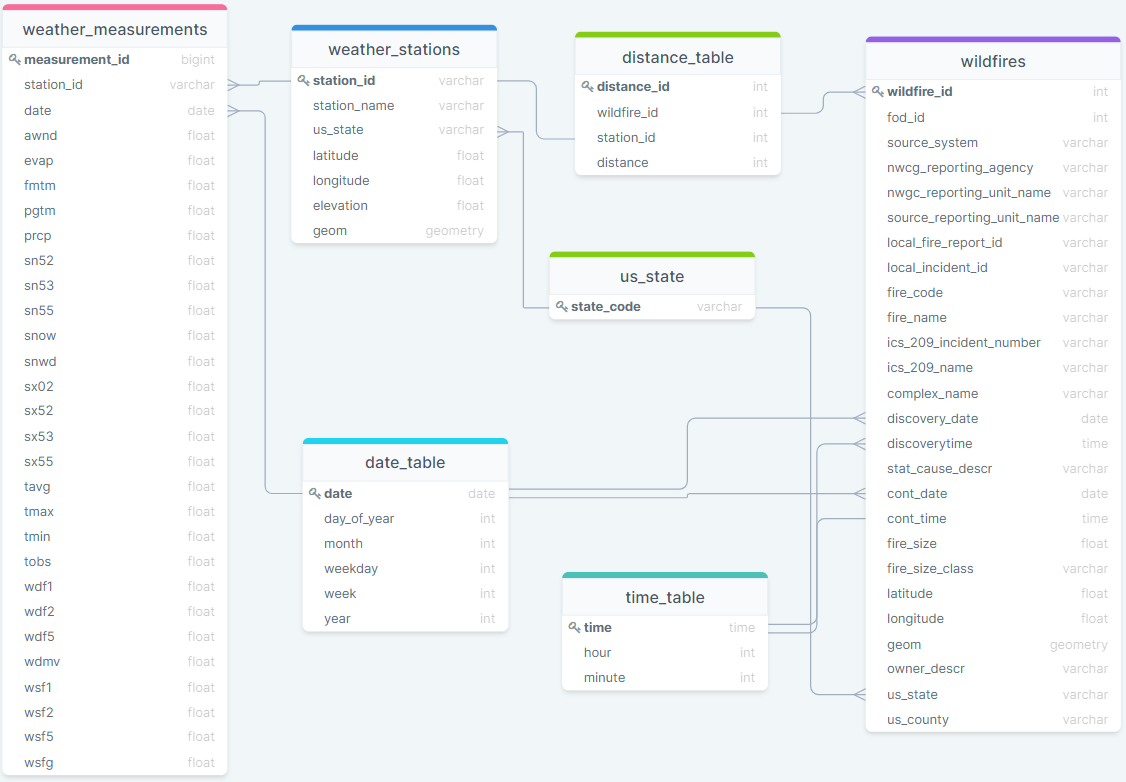 weather_measurements
measurement_id bigint
station_id varchar
date date
awnd float
evap float
fmtm float
pgtm float
prcp float
sn52 float
sn53 float
sn55 float
snow float
snwd float
sx02 float
sx52 float
sx53 float
sx55 float
tavg float
tmax float
tmin float
tobs float
wdf1 float
wdf2 float
wdf5 float
wdmv float
wsf1 float
wsf2 float
wsf5 float
wsfg float
weather_stations
station_id varchar
station_name varchar
us_state varchar
latitude float
longitude float
elevation float
geom geometry
distance_table
distance_id int
wildfire_id int
station_id int
distance int
us_state
state_code varchar
date_table
date date
day_of_year int
month int
weekday int
week int
year int
time_table
time time
hour int
minute int
wildfires
wildfire_id int
fod_id int
source_system varchar
nwcg_reporting_agency varchar
nwgc_reporting_unit_name varchar
source_reporting_unit_name varchar
local_fire_report_id varchar
local_incident_id varchar
fire_code varchar
fire_name varchar
ics_209_incident_number varchar
ics_209_name varchar
complex_name varchar
discovery_date date
discoverytime time
stat_cause_descr varchar
cont_date date
cont_time time
fire_size float
fire_size_class varchar
latitude float
longitude float
geom geometry
owner_descr varchar
us_state varchar
us_county varchar